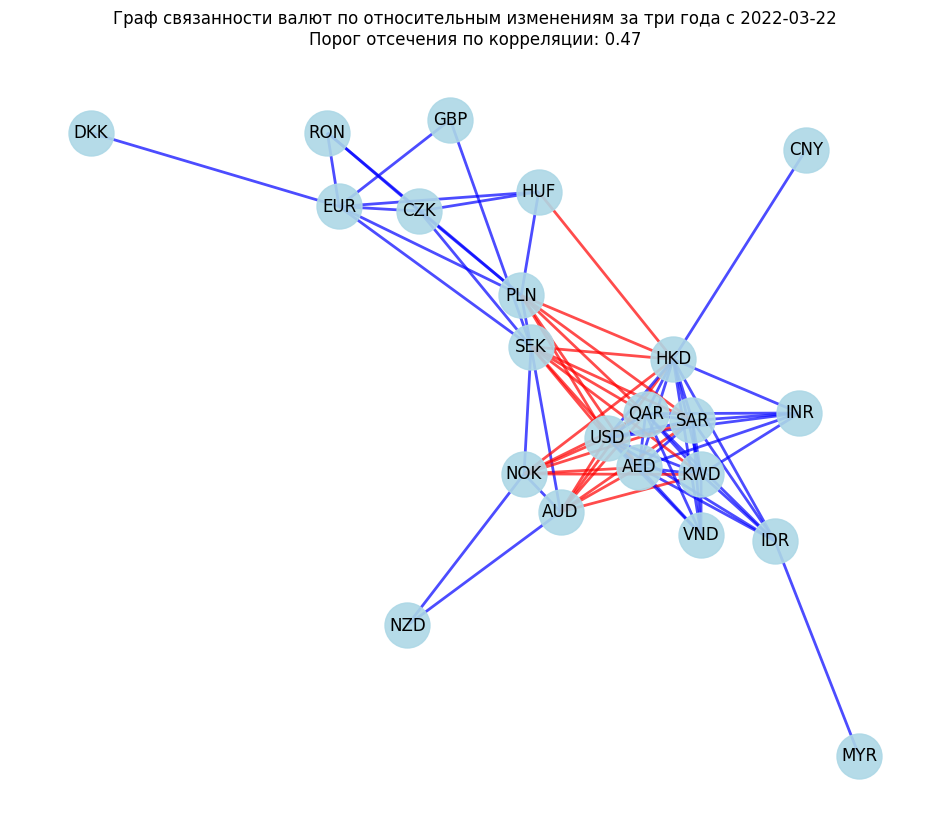 Граф связанности валют по относительным изменениям за три года с 2022-03-22
Порог отсечения по корреляции: 0.47
GBP
DKK
RON
CNY
HUF
EUR
CZK
PLN
SEK
HKD
QAR
SAR
INR
USD
AED
NOK
KWD
AUD
VND
IDR
NZD
MYR